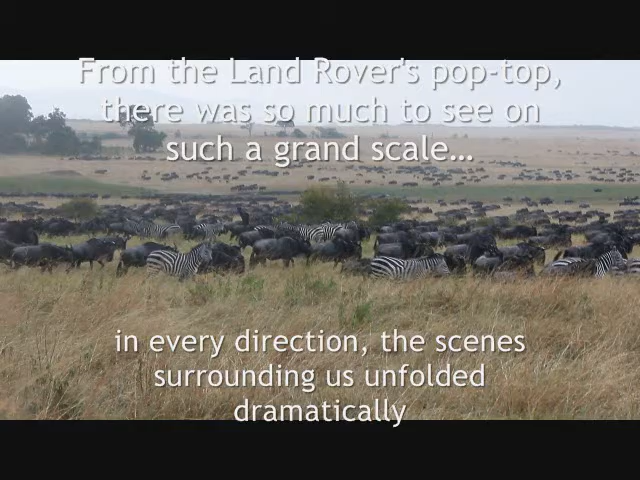 From the Land Rover's pop-top,
there was so much to see on
such a grand scale…
in every direction, the scenes
surrounding us unfolded
dramatically